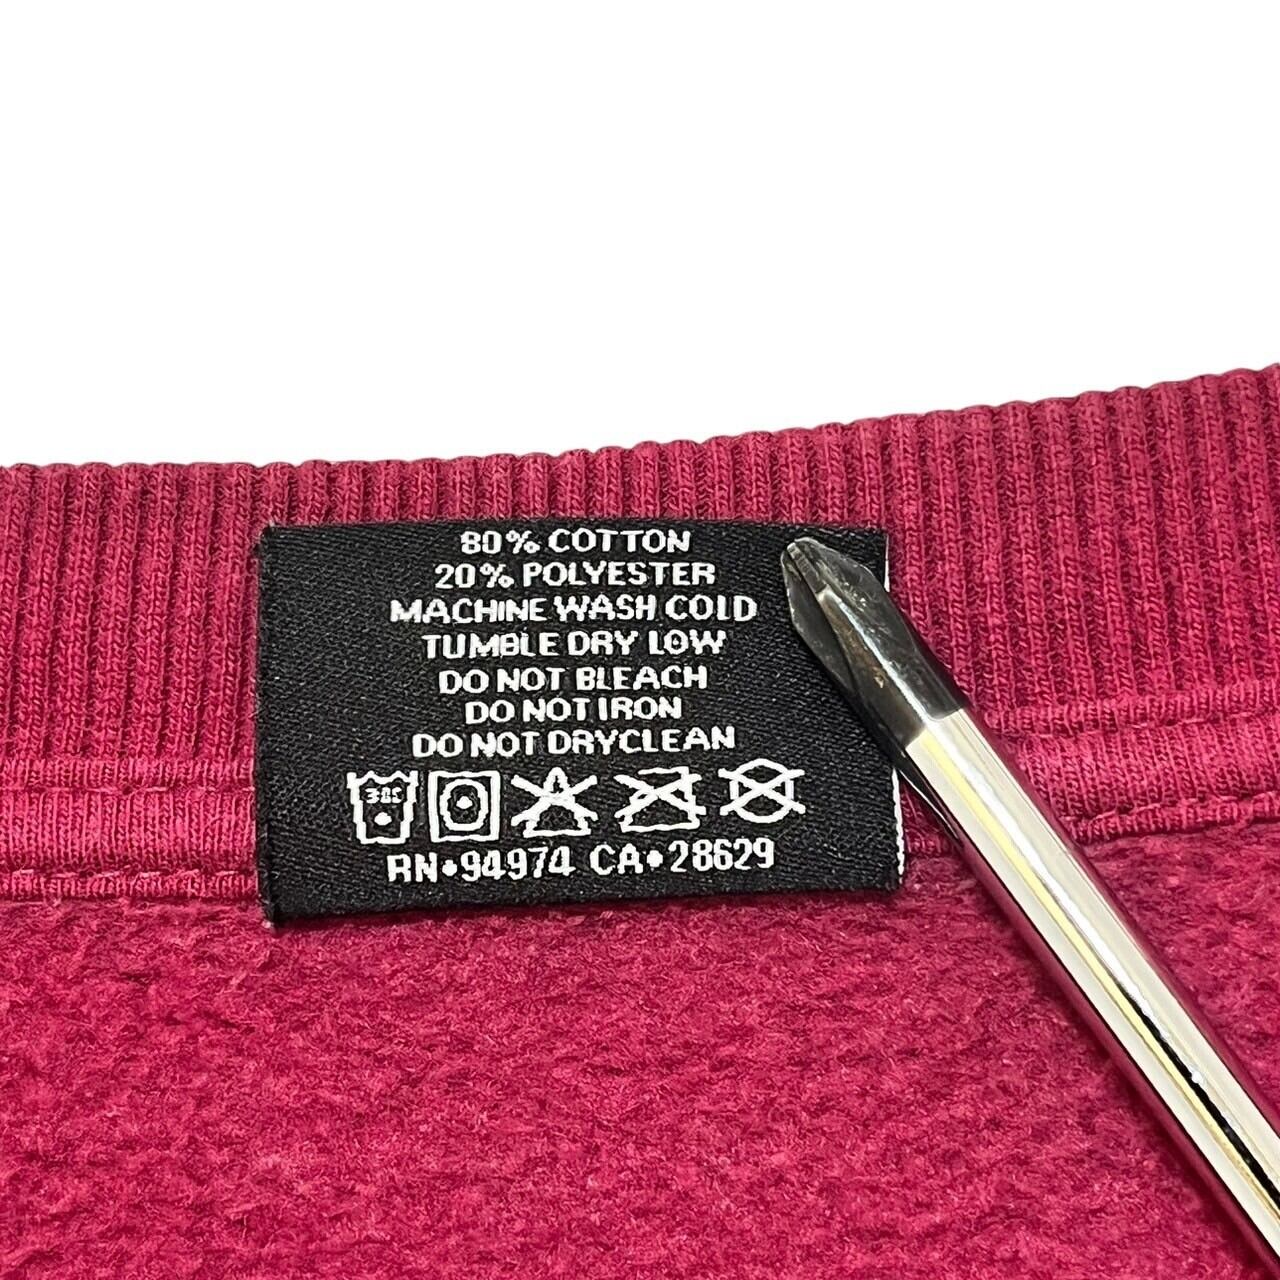 80% COTTON
20% POLYESTER
MACHINE WASH COLD
TUMBLE DRY LOW
DO NOT BLEACH
DO NOT IRON
DO NOT DRYCLEAN
RN•94974 CA•28629